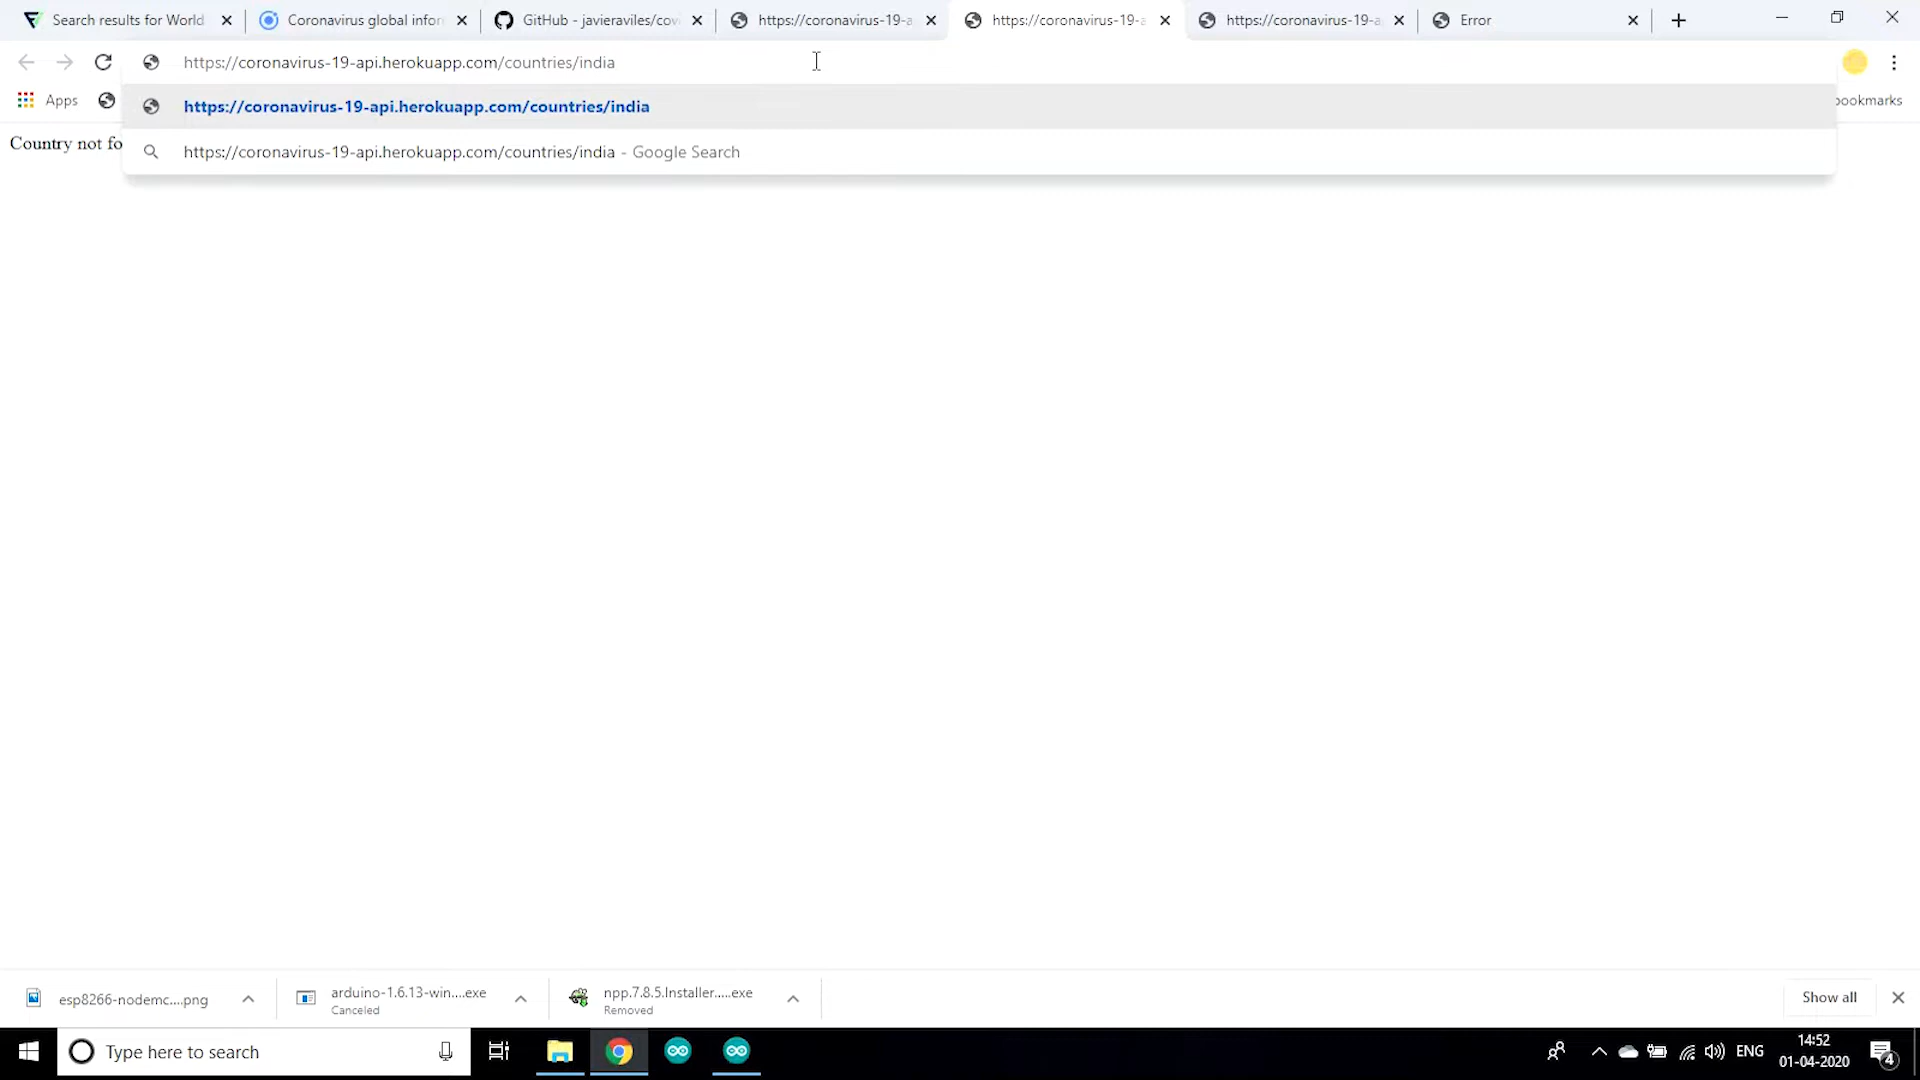 Search results for World
Coronavirus global infor
GitHub - javieraviles/cov
https://coronavirus-19-a
https://coronavirus-19-a
https://coronavirus-19-a
Error
https://coronavirus-19-api.herokuapp.com/countries/india
Apps
https://coronavirus-19-api.herokuapp.com/countries/india
bookmarks
Country not fo
https://coronavirus-19-api.herokuapp.com/countries/india - Google Search
esp8266-nodemc....png
arduino-1.6.13-win....exe
Canceled
npp.7.8.5.Installer.....exe
Removed
Show all
Type here to search
ENG
14:52
01-04-2020
4